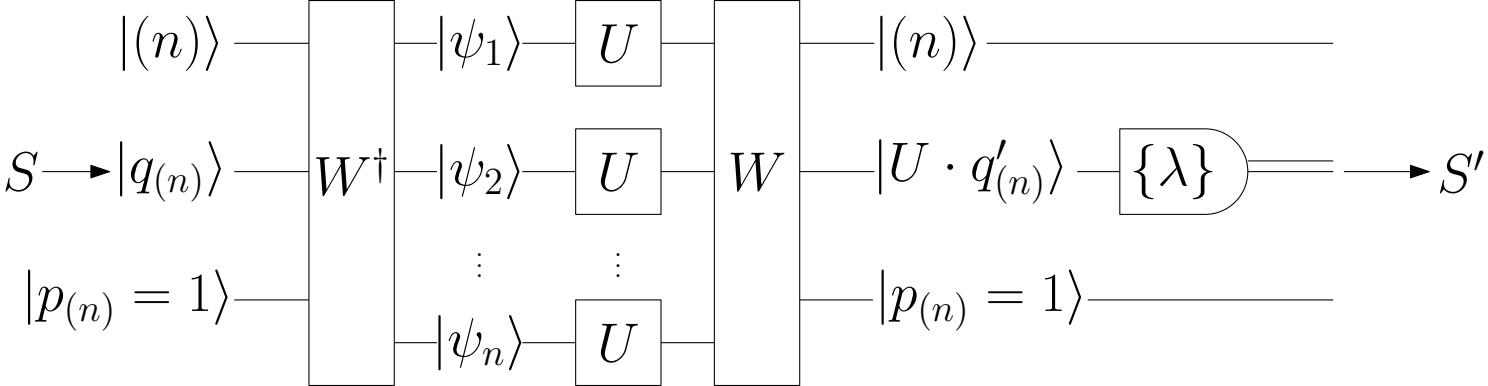 |(n)⟩ |ψ₁⟩ U |(n)⟩
S |q₍ₙ₎⟩ W† |ψ₂⟩ U W |U · q′₍ₙ₎⟩ {λ} S′
⋮ ⋮
|p₍ₙ₎ = 1⟩ |p₍ₙ₎ = 1⟩
|ψₙ⟩ U